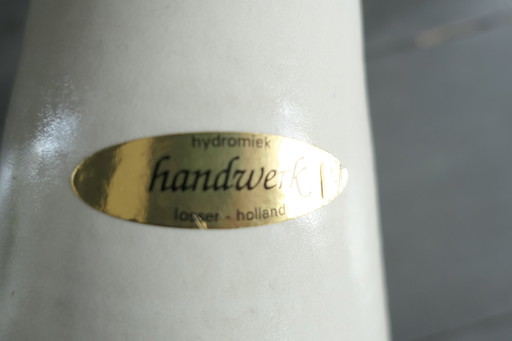 hydromiek
handwerk
losser - holland